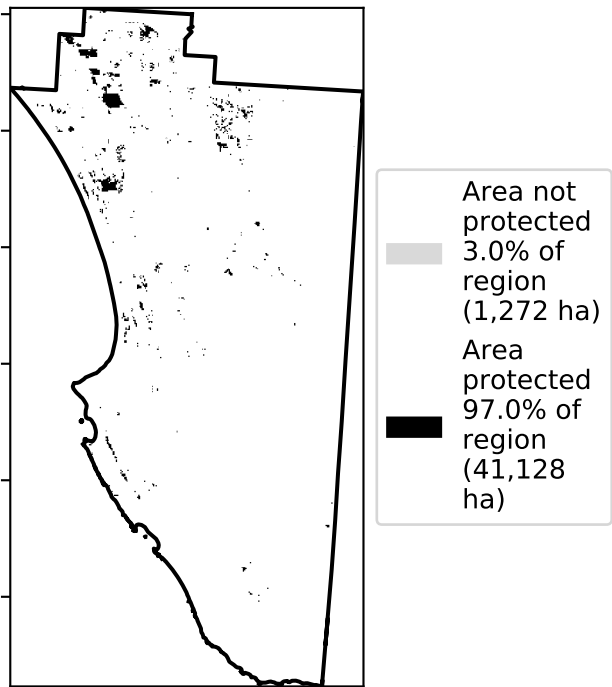 Area not
protected
3.0% of
region
(1,272 ha)
Area
protected
97.0% of
region
(41,128
ha)